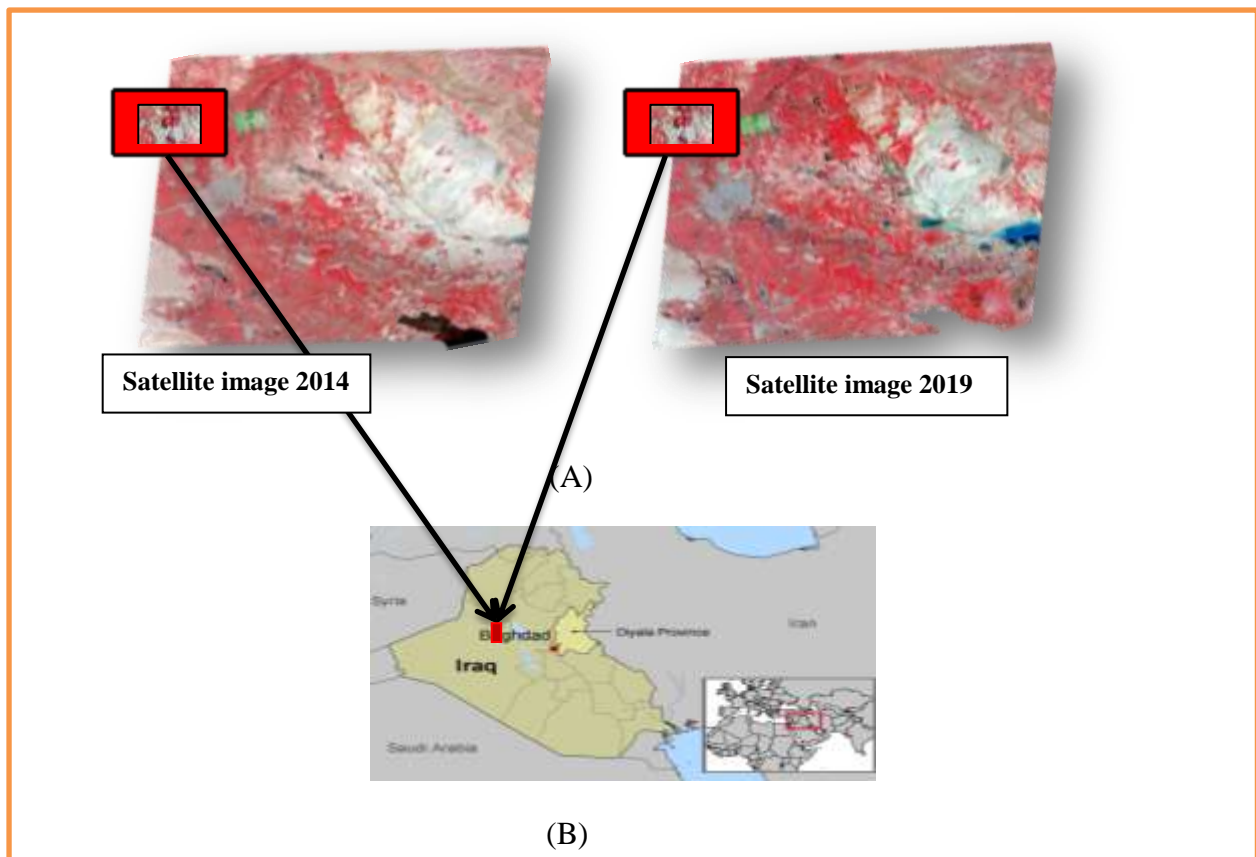 Satellite image 2014
Satellite image 2019
(A)
Syria
Baghdad
Diyala Province
Iran
Iraq
Saudi Arabia
(B)